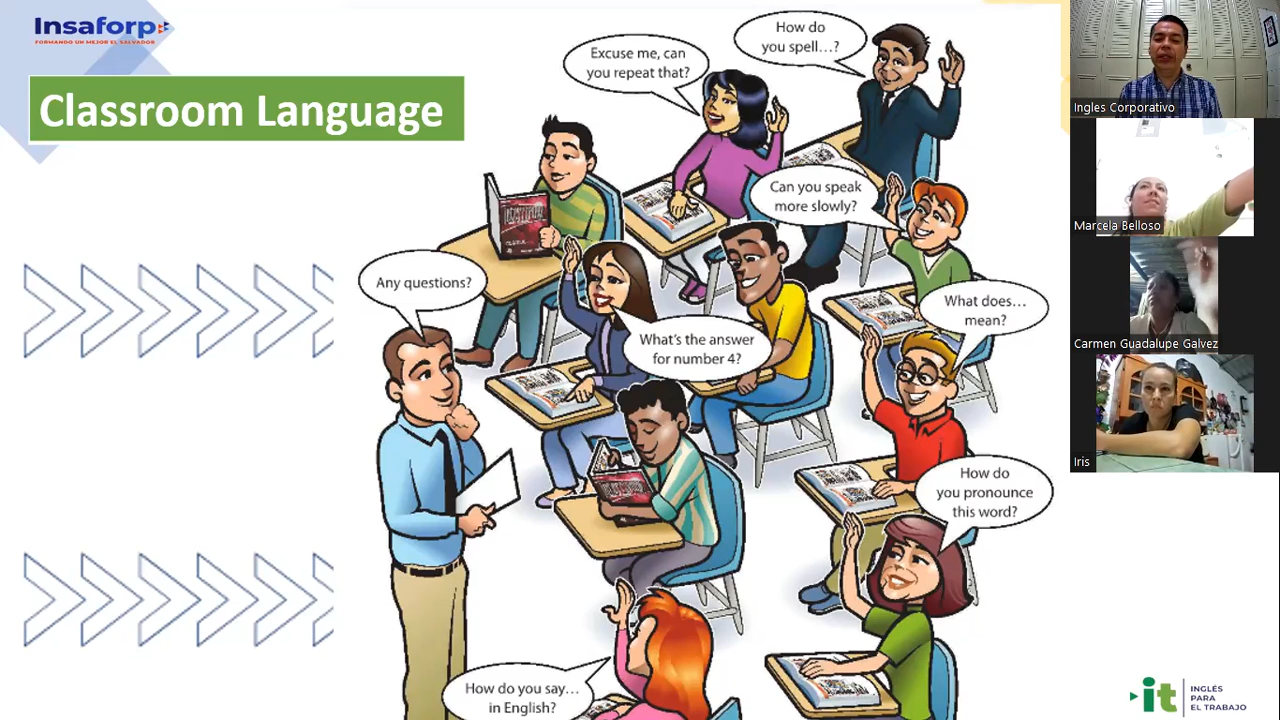 Insaforp
FORMANDO UN MEJOR EL SALVADOR
Classroom Language
How do
you spell...?
Excuse me, can
you repeat that?
Can you speak
more slowly?
Any questions?
What's the answer
for number 4?
What does...
mean?
How do
you pronounce
this word?
How do you say...
in English?
Ingles Corporativo
Marcela Belloso
Carmen Guadalupe Galvez
Iris
it
INGLÉS
PARA
EL TRABAJO